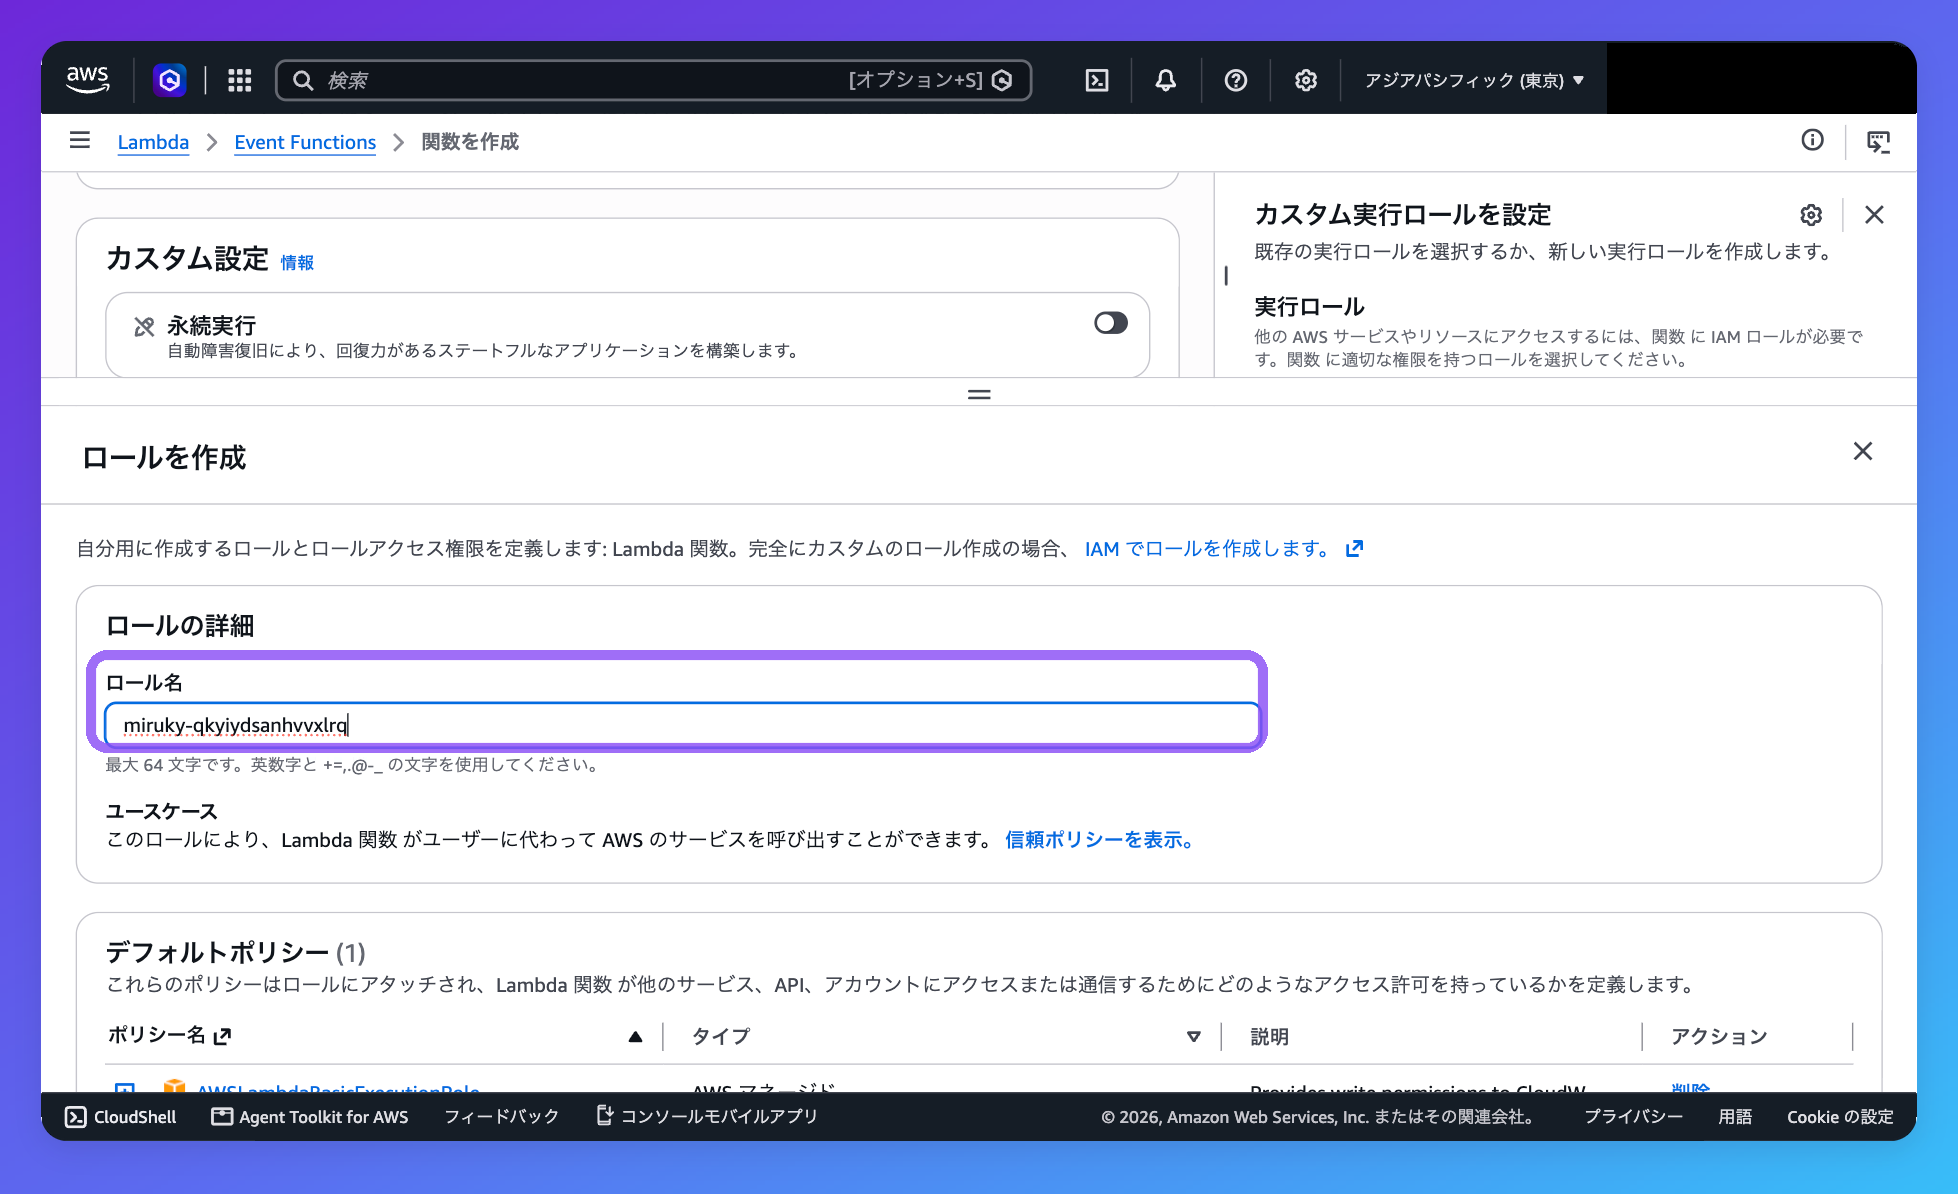 aws
検索 [オプション+S]
アジアパシフィック (東京) ▼
Lambda > Event Functions > 関数を作成
カスタム設定 情報
永続実行
自動障害復旧により、回復力があるステートフルなアプリケーションを構築します。
カスタム実行ロールを設定
既存の実行ロールを選択するか、新しい実行ロールを作成します。
実行ロール
他の AWS サービスやリソースにアクセスするには、関数 に IAM ロールが必要で
す。関数 に適切な権限を持つロールを選択してください。
ロールを作成
自分用に作成するロールとロールアクセス権限を定義します: Lambda 関数。完全にカスタムのロール作成の場合、 IAM でロールを作成します。
ロールの詳細
ロール名
miruky-qkyiydsanhvvxlrq
最大 64 文字です。英数字と +=,.@-_ の文字を使用してください。
ユースケース
このロールにより、Lambda 関数 がユーザーに代わって AWS のサービスを呼び出すことができます。 信頼ポリシーを表示。
デフォルトポリシー (1)
これらのポリシーはロールにアタッチされ、Lambda 関数 が他のサービス、API、アカウントにアクセスまたは通信するためにどのようなアクセス許可を持っているかを定義します。
ポリシー名 タイプ 説明 アクション
AWSLambdaBasicExecutionRole AWS マネージド Provides write permissions to CloudW 削除
CloudShell Agent Toolkit for AWS フィードバック コンソールモバイルアプリ © 2026, Amazon Web Services, Inc. またはその関連会社。 プライバシー 用語 Cookie の設定